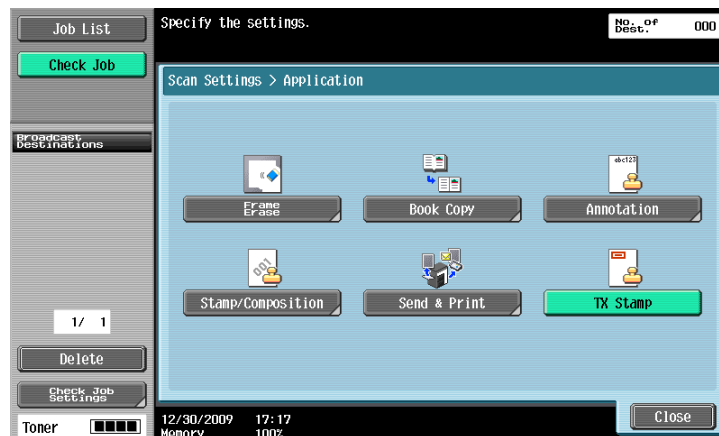 Job List
Specify the settings.
No. of
Dest.
000
Check Job
Scan Settings > Application
Broadcast
Destinations
abc123
Frame
Erase
Book Copy
Annotation
001
Stamp/Composition
Send & Print
TX Stamp
1/ 1
Delete
Check Job
Settings
Close
Toner
12/30/2009 17:17
Memory 100%